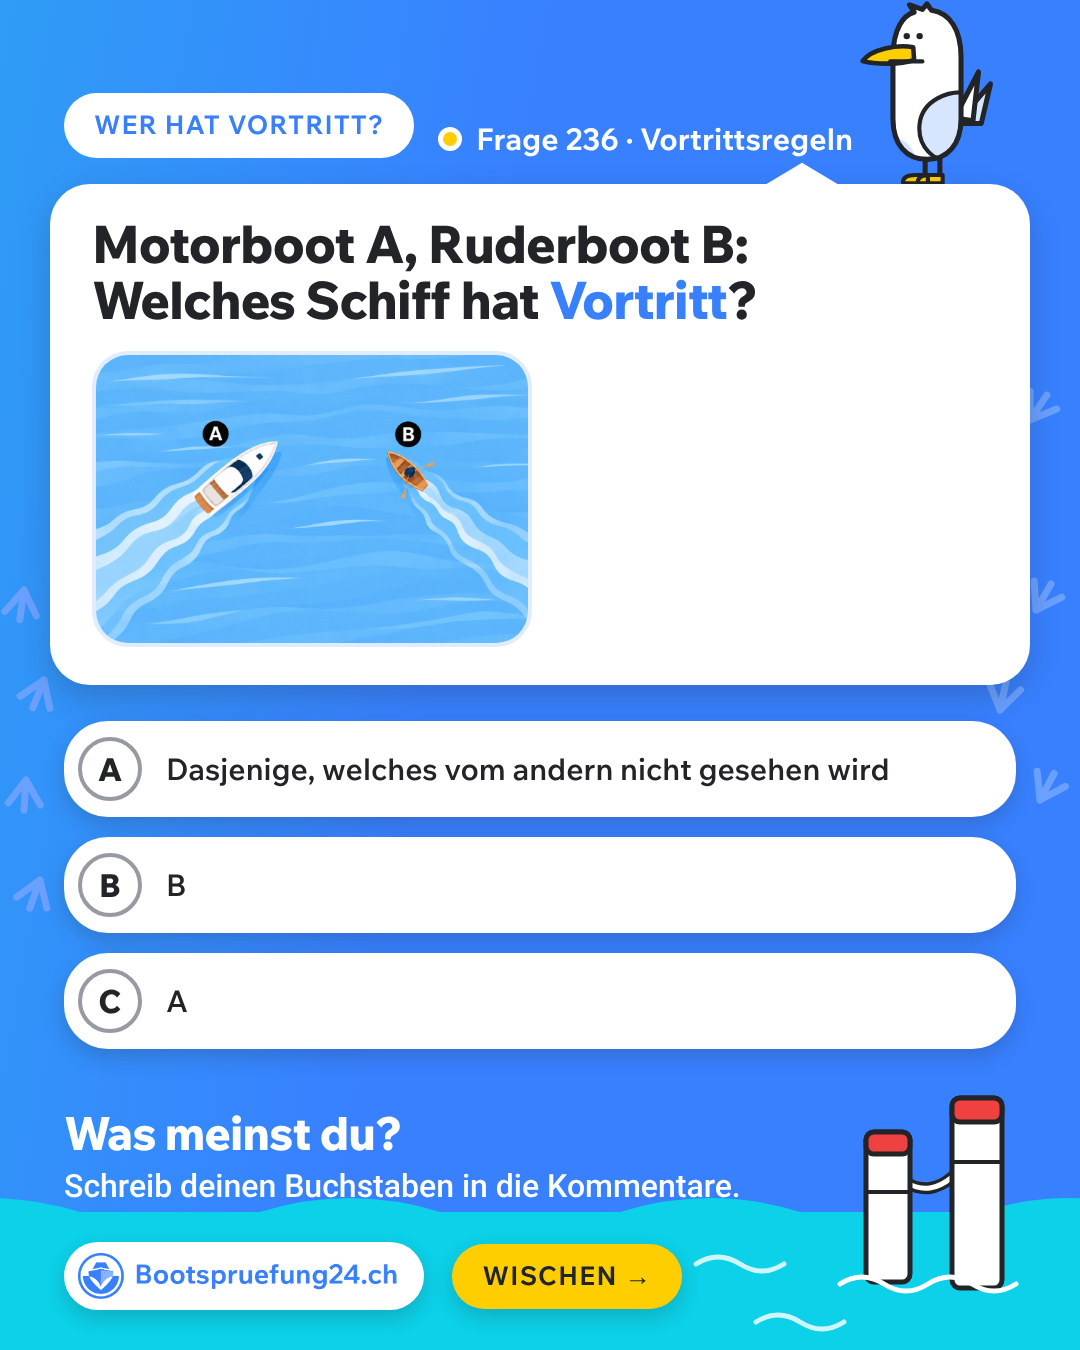 WER HAT VORTRITT?
Frage 236 · Vortrittsregeln
Motorboot A, Ruderboot B:
Welches Schiff hat Vortritt?
A
B
A Dasjenige, welches vom andern nicht gesehen wird
B B
C A
Was meinst du?
Schreib deinen Buchstaben in die Kommentare.
Bootspruefung24.ch
WISCHEN →